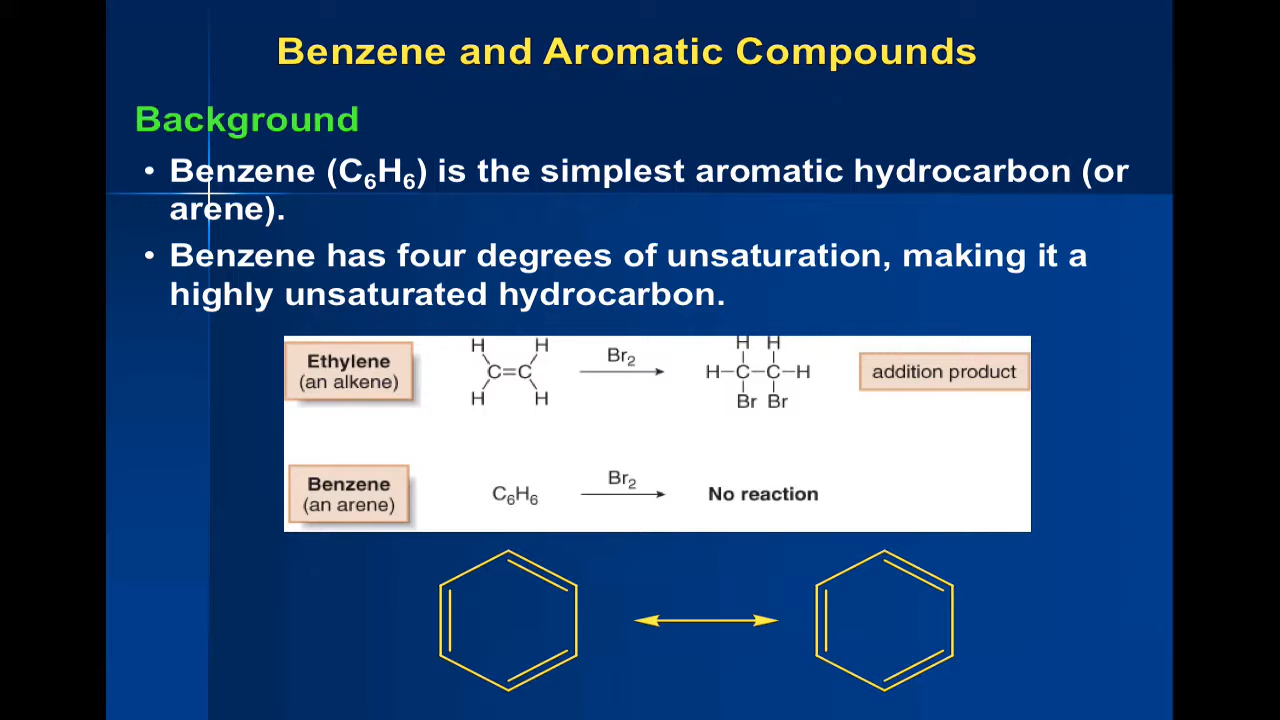 Benzene and Aromatic Compounds
Background
• Benzene (C₆H₆) is the simplest aromatic hydrocarbon (or
arene).
• Benzene has four degrees of unsaturation, making it a
highly unsaturated hydrocarbon.
H H H H
Ethylene Br₂
(an alkene) C=C H–C–C–H addition product
H H Br Br
Benzene Br₂
(an arene) C₆H₆ No reaction